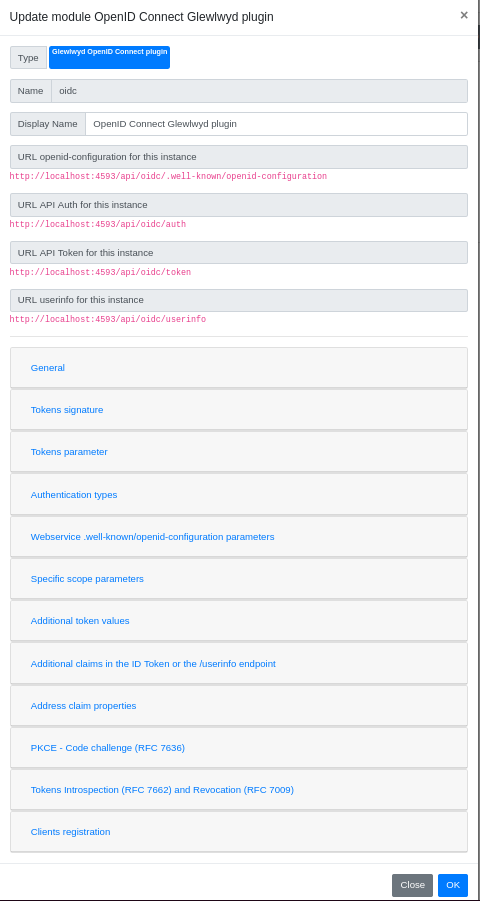 Update module OpenID Connect Glewlwyd plugin ×
Type Glewlwyd OpenID Connect plugin
Name oidc
Display Name OpenID Connect Glewlwyd plugin
URL openid-configuration for this instance
http://localhost:4593/api/oidc/.well-known/openid-configuration
URL API Auth for this instance
http://localhost:4593/api/oidc/auth
URL API Token for this instance
http://localhost:4593/api/oidc/token
URL userinfo for this instance
http://localhost:4593/api/oidc/userinfo
General
Tokens signature
Tokens parameter
Authentication types
Webservice .well-known/openid-configuration parameters
Specific scope parameters
Additional token values
Additional claims in the ID Token or the /userinfo endpoint
Address claim properties
PKCE - Code challenge (RFC 7636)
Tokens Introspection (RFC 7662) and Revocation (RFC 7009)
Clients registration
Close OK